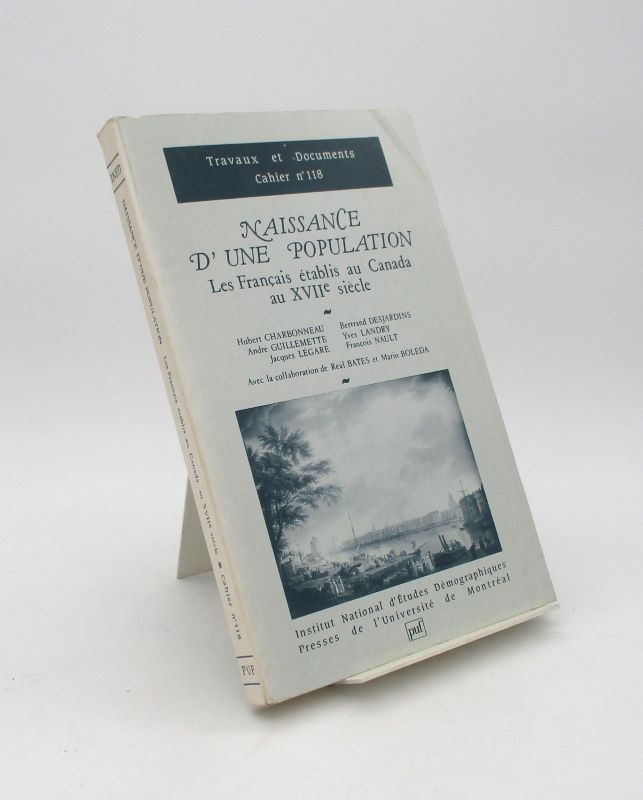 Travaux et Documents
Cahier n° 118
NAISSANCE
D'UNE POPULATION
Les Français établis au Canada
au XVIIe siècle
~
Hubert CHARBONNEAU Bertrand DESJARDINS
André GUILLEMETTE Yves LANDRY
Jacques LÉGARE François NAULT
Avec la collaboration de Real BATES et Mario BOLEDA
~
Institut National d'Études Démographiques
Presses de l'Université de Montréal
puf
INED
NAISSANCE D'UNE POPULATION Les Français établis au Canada au XVIIe siècle • Cahier n° 118
PUF